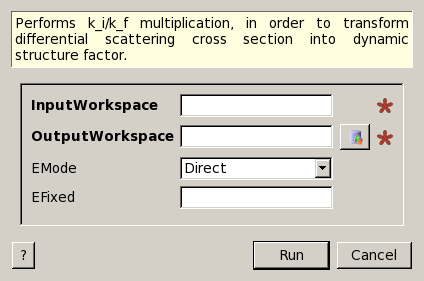 Performs k_i/k_f multiplication, in order to transform
differential scattering cross section into dynamic
structure factor.
InputWorkspace
OutputWorkspace
EMode Direct
EFixed
? Run Cancel